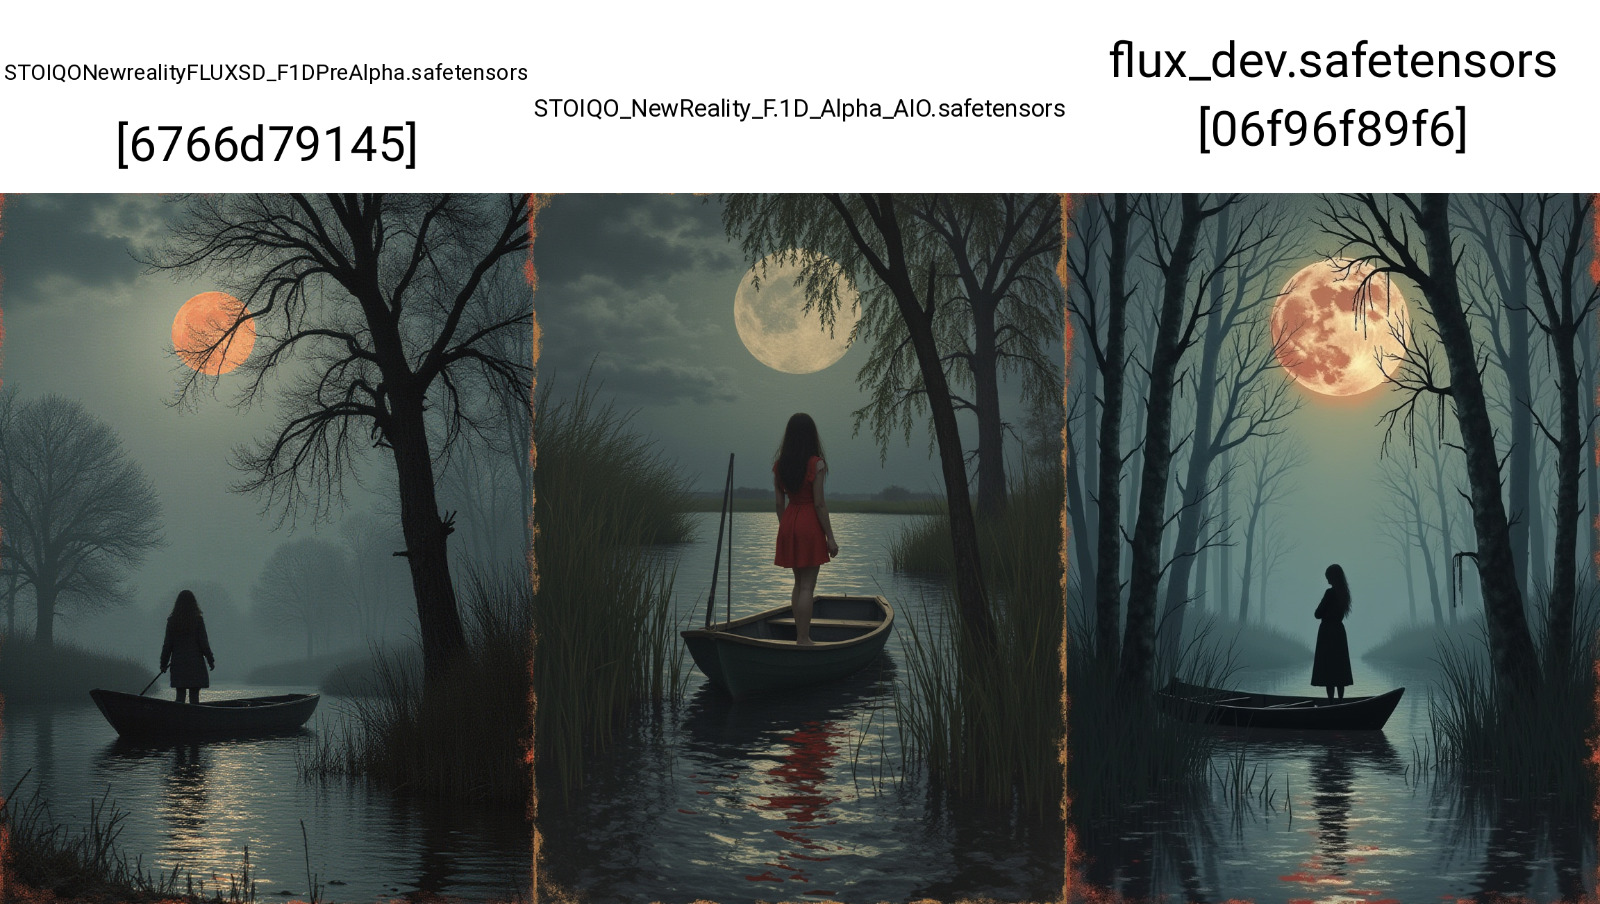 STOIQONewrealityFLUXSD_F1DPreAlpha.safetensors
[6766d79145]
STOIQO_NewReality_F.1D_Alpha_AIO.safetensors
flux_dev.safetensors
[06f96f89f6]